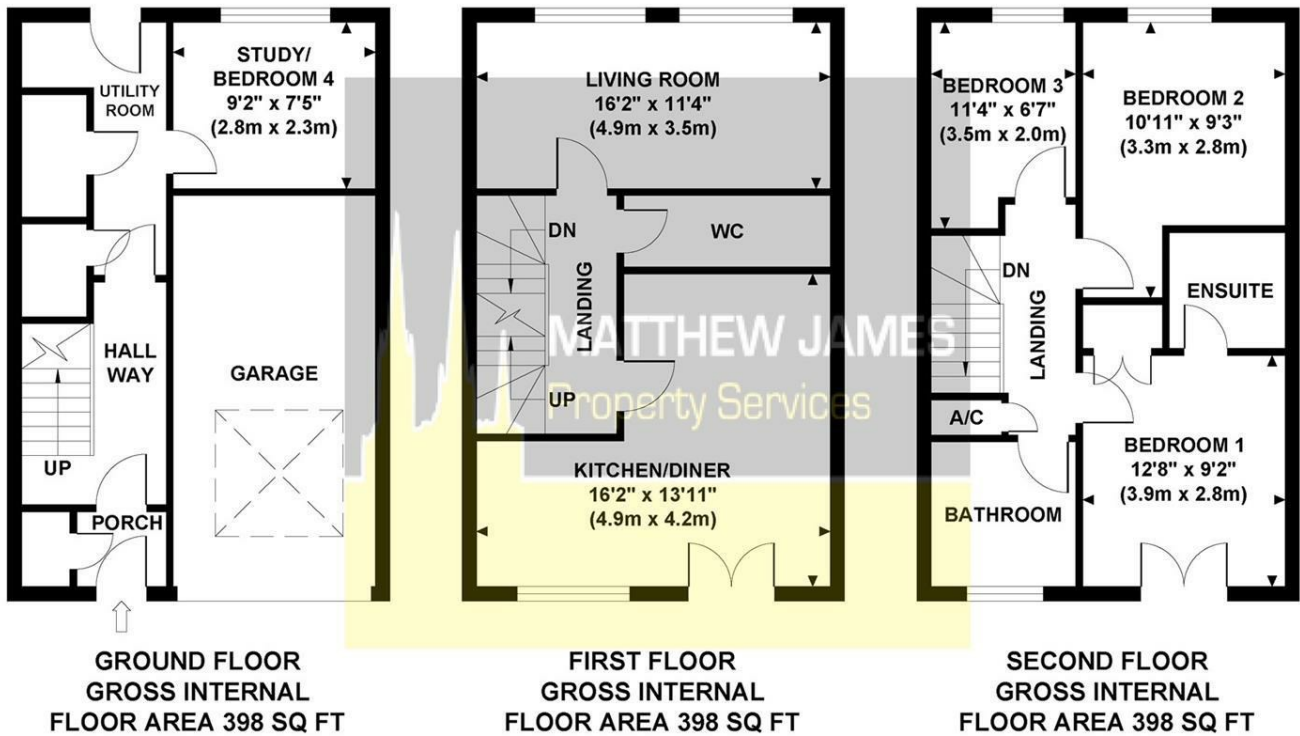 STUDY/
BEDROOM 4
9'2" x 7'5"
(2.8m x 2.3m)
UTILITY
ROOM
HALL
WAY
GARAGE
UP
PORCH
GROUND FLOOR
GROSS INTERNAL
FLOOR AREA 398 SQ FT
LIVING ROOM
16'2" x 11'4"
(4.9m x 3.5m)
DN
WC
LANDING
UP
MATTHEW JAMES
Property Services
KITCHEN/DINER
16'2" x 13'11"
(4.9m x 4.2m)
FIRST FLOOR
GROSS INTERNAL
FLOOR AREA 398 SQ FT
BEDROOM 3
11'4" x 6'7"
(3.5m x 2.0m)
BEDROOM 2
10'11" x 9'3"
(3.3m x 2.8m)
DN
ENSUITE
LANDING
A/C
BEDROOM 1
12'8" x 9'2"
(3.9m x 2.8m)
BATHROOM
SECOND FLOOR
GROSS INTERNAL
FLOOR AREA 398 SQ FT